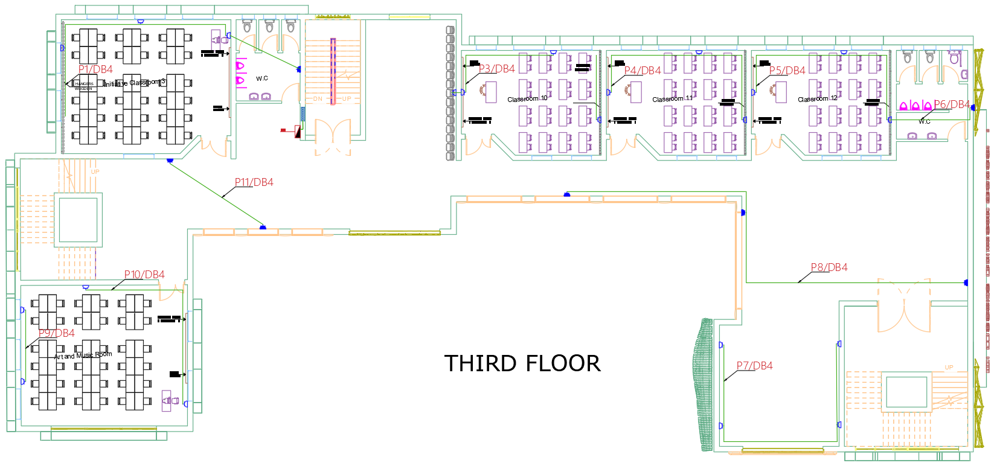 P1/DB4
HANGERS
WOODEN
Initiative Classroom 3
W.C
DN
UP
P3/DB4
Classroom 10
P4/DB4
Classroom 11
P5/DB4
Classroom 12
P6/DB4
W.C
UP
P11/DB4
P10/DB4
P9/DB4
Art and Music Room
P8/DB4
THIRD FLOOR
P7/DB4
UP